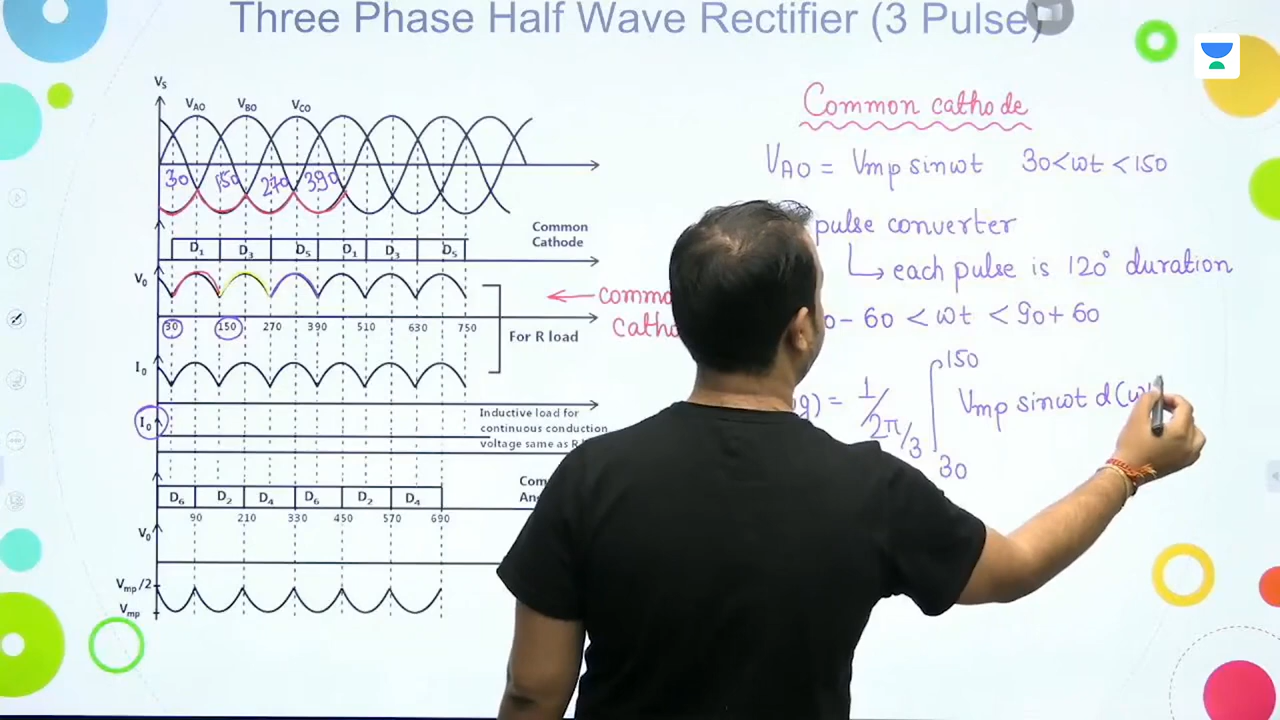 Three Phase Half Wave Rectifier (3 Pulse)
Vs
VAO VBO VCO
30 150 270 390
Common
Cathode
D1 D3 D5 D1 D3 D5
V0
30 150 270 390 510 630 750
For R load
I0
I0
Inductive load for
continuous conduction
voltage same as R
D6 D2 D4 D6 D2 D4
90 210 330 450 570 690
V0
Vmp/2
Vmp
Common cathode
VAO = Vmp sinωt 30<ωt<150
pulse converter
each pulse is 120° duration
- 60 < ωt < 90+60
= 1/2π/3 ∫ 30 150 Vmp sinωt d(ω